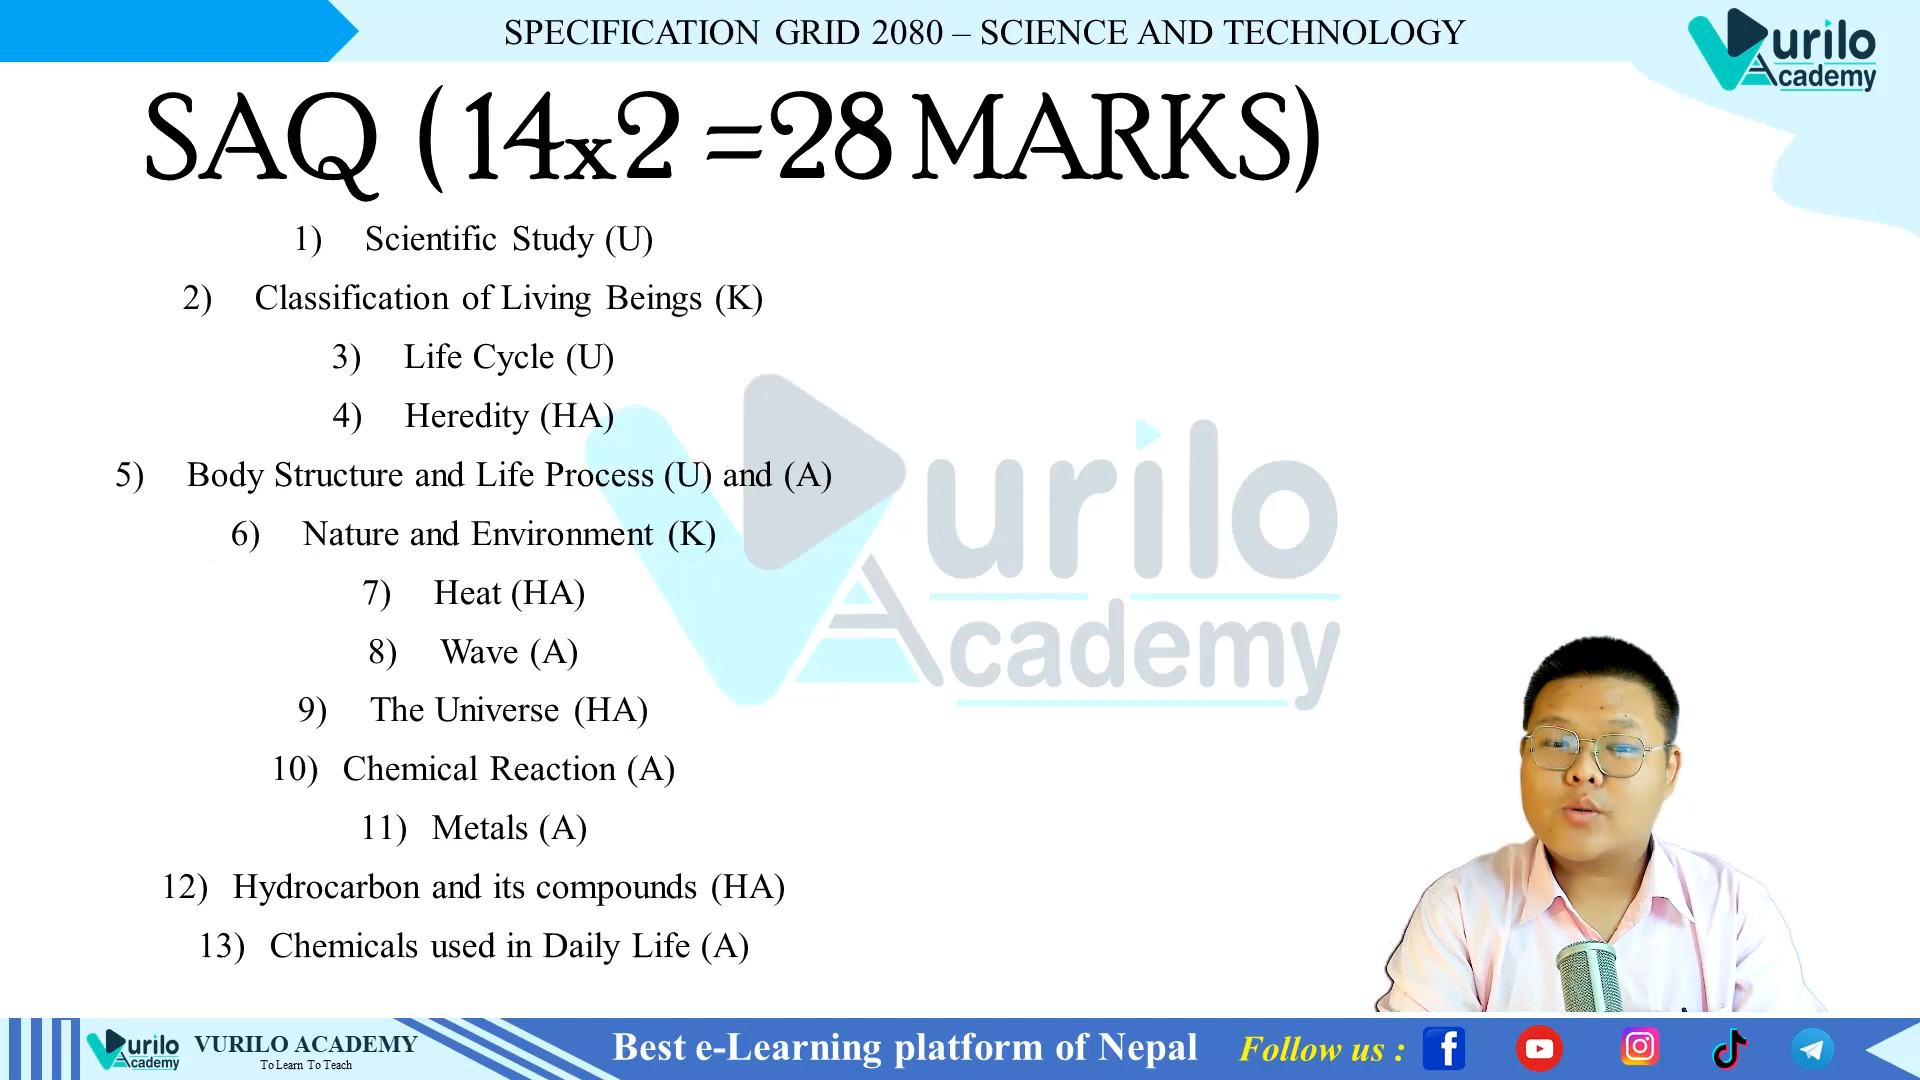 SPECIFICATION GRID 2080 – SCIENCE AND TECHNOLOGY
Vurilo
Academy
SAQ (14x2 =28 MARKS)
1) Scientific Study (U)
2) Classification of Living Beings (K)
3) Life Cycle (U)
4) Heredity (HA)
5) Body Structure and Life Process (U) and (A)
6) Nature and Environment (K)
7) Heat (HA)
8) Wave (A)
9) The Universe (HA)
10) Chemical Reaction (A)
11) Metals (A)
12) Hydrocarbon and its compounds (HA)
13) Chemicals used in Daily Life (A)
Vurilo
Academy
Vurilo
Academy
VURILO ACADEMY
To Learn To Teach
Best e-Learning platform of Nepal
Follow us :